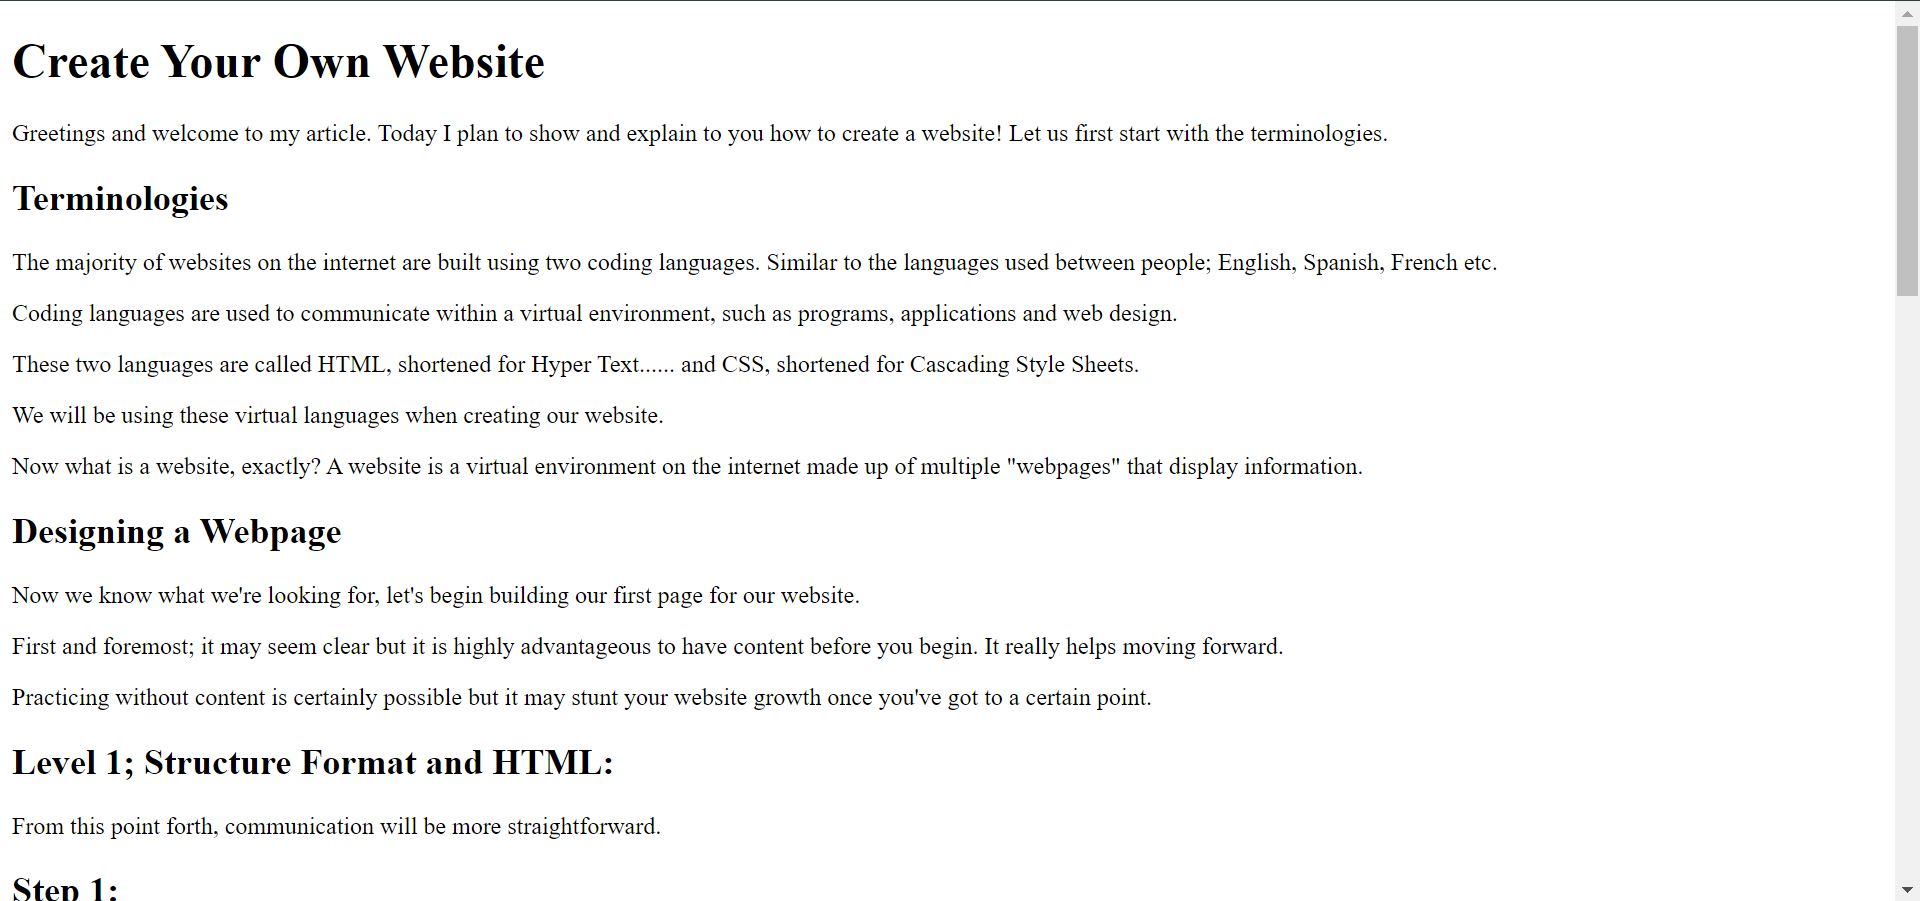 Create Your Own Website
Greetings and welcome to my article. Today I plan to show and explain to you how to create a website! Let us first start with the terminologies.
Terminologies
The majority of websites on the internet are built using two coding languages. Similar to the languages used between people; English, Spanish, French etc.
Coding languages are used to communicate within a virtual environment, such as programs, applications and web design.
These two languages are called HTML, shortened for Hyper Text...... and CSS, shortened for Cascading Style Sheets.
We will be using these virtual languages when creating our website.
Now what is a website, exactly? A website is a virtual environment on the internet made up of multiple "webpages" that display information.
Designing a Webpage
Now we know what we're looking for, let's begin building our first page for our website.
First and foremost; it may seem clear but it is highly advantageous to have content before you begin. It really helps moving forward.
Practicing without content is certainly possible but it may stunt your website growth once you've got to a certain point.
Level 1; Structure Format and HTML:
From this point forth, communication will be more straightforward.
Step 1: